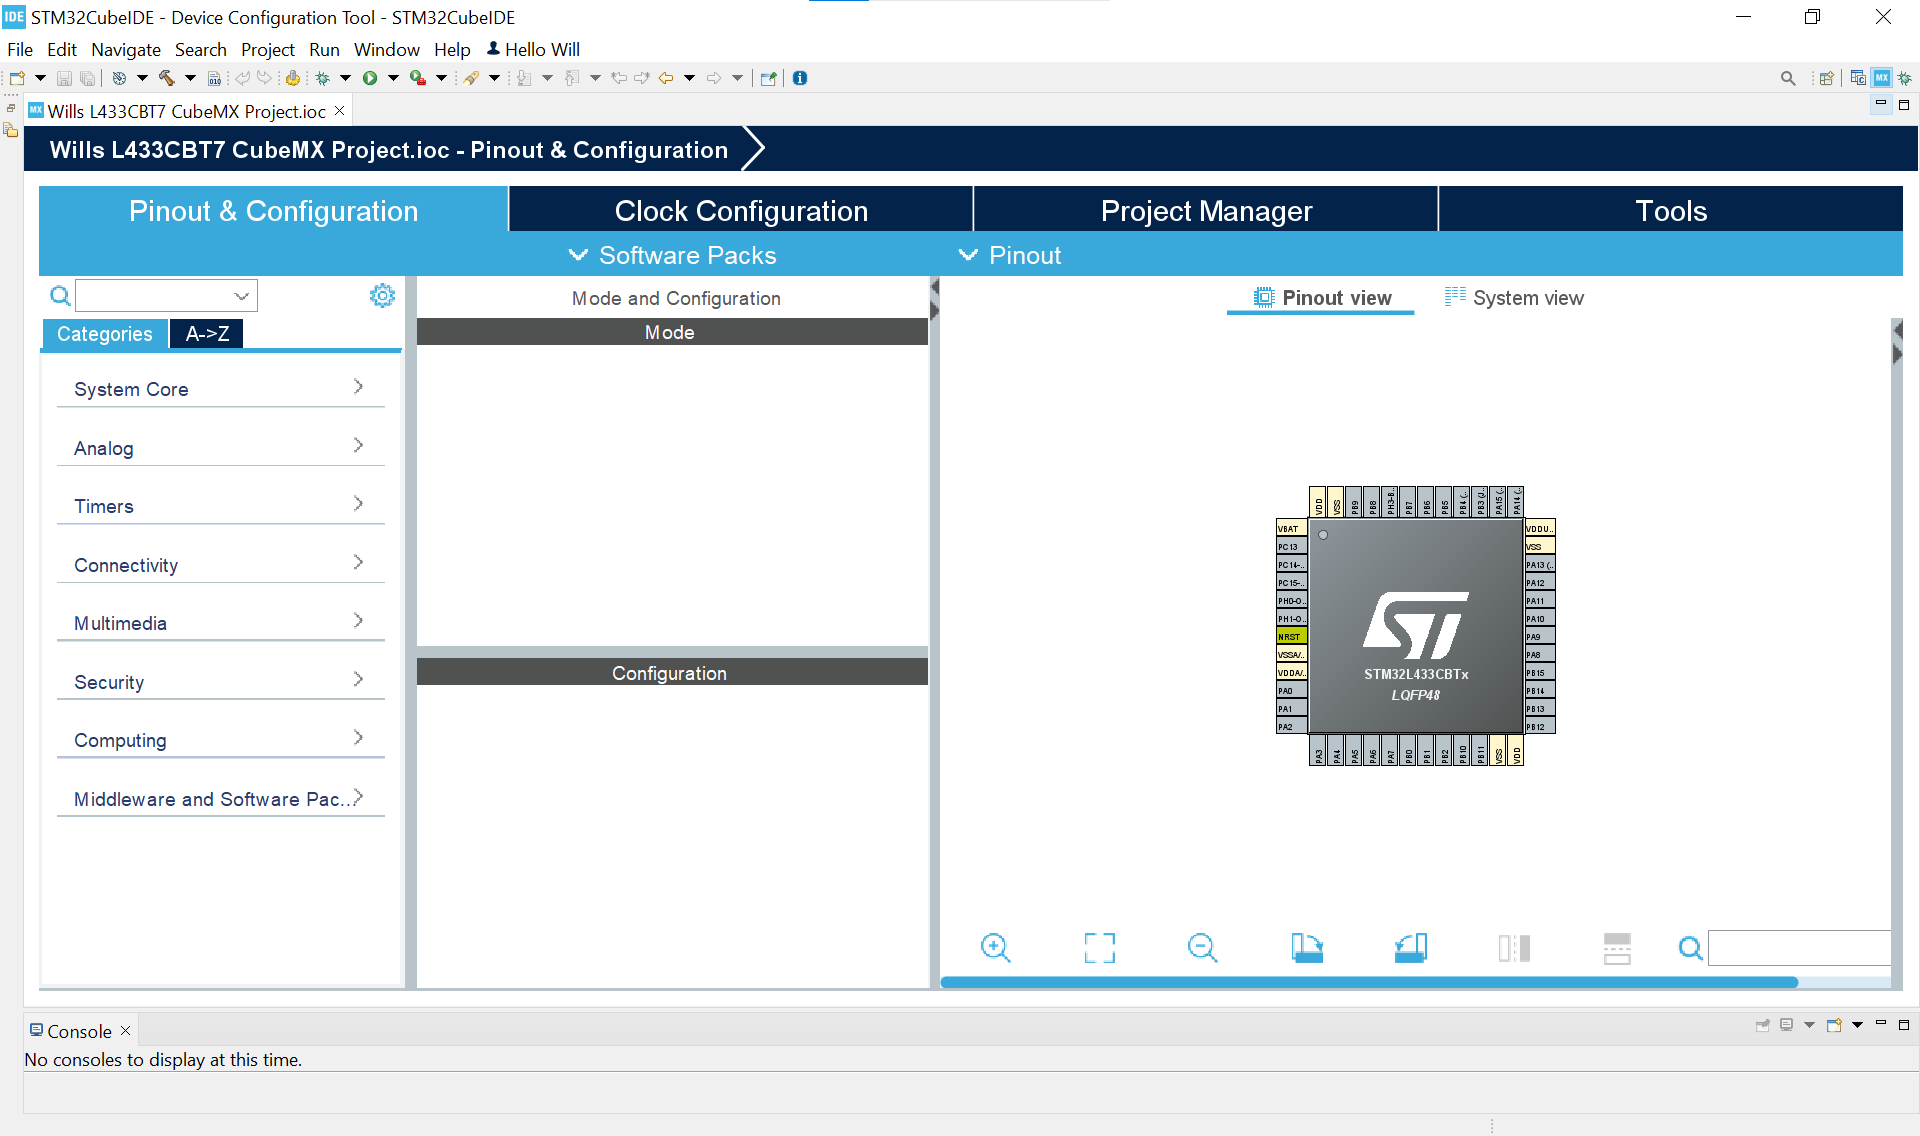 IDE STM32CubeIDE - Device Configuration Tool - STM32CubeIDE
File Edit Navigate Search Project Run Window Help Hello Will
010
MX
MX Wills L433CBT7 CubeMX Project.ioc
Wills L433CBT7 CubeMX Project.ioc - Pinout & Configuration
Pinout & Configuration Clock Configuration Project Manager Tools
Software Packs Pinout
Mode and Configuration
Pinout view System view
Categories A->Z
Mode
System Core
Analog
Timers
Connectivity
Multimedia
Security
Computing
Middleware and Software Pac...
Configuration
VDD VSS PB9 PB8 PH3-B.. PB7 PB6 PB5 PB4 (.. PB3 (J.. PA15 (.. PA14 (..
VBAT
PC13
PC14-..
PC15-..
PH0-O..
PH1-O..
NRST
VSSA/..
VDDA/..
PA0
PA1
PA2
ST
STM32L433CBTx
LQFP48
VDDU..
VSS
PA13 (..
PA12
PA11
PA10
PA9
PA8
PB15
PB14
PB13
PB12
PA3 PA4 PA5 PA6 PA7 PB0 PB1 PB2 PB10 PB11 VSS VDD
Console
No consoles to display at this time.